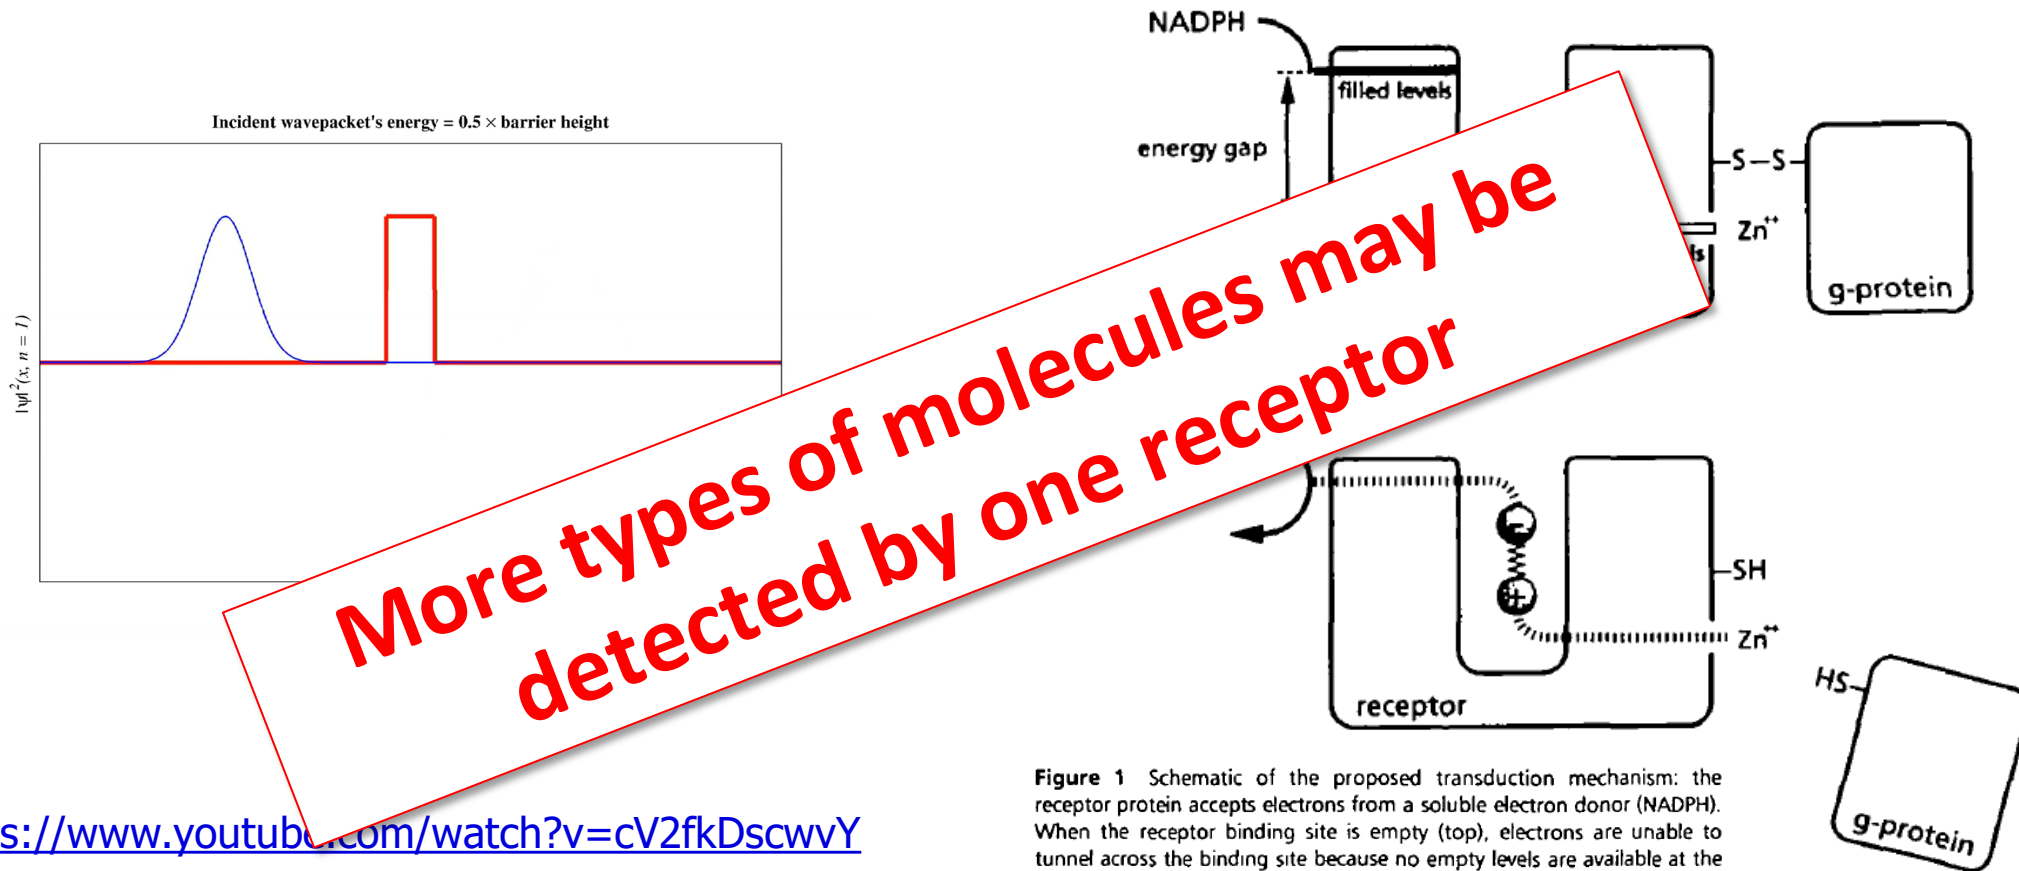 Incident wavepacket's energy = 0.5 × barrier height
|ψ|²(x, n = 1)
s://www.youtube.com/watch?v=cV2fkDscwvY
More types of molecules may be
detected by one receptor
NADPH
filled levels
energy gap
S—S
Zn⁺⁺
g-protein
SH
Zn⁺⁺
receptor
HS
g-protein
Figure 1 Schematic of the proposed transduction mechanism: the
receptor protein accepts electrons from a soluble electron donor (NADPH).
When the receptor binding site is empty (top), electrons are unable to
tunnel across the binding site because no empty levels are available at the